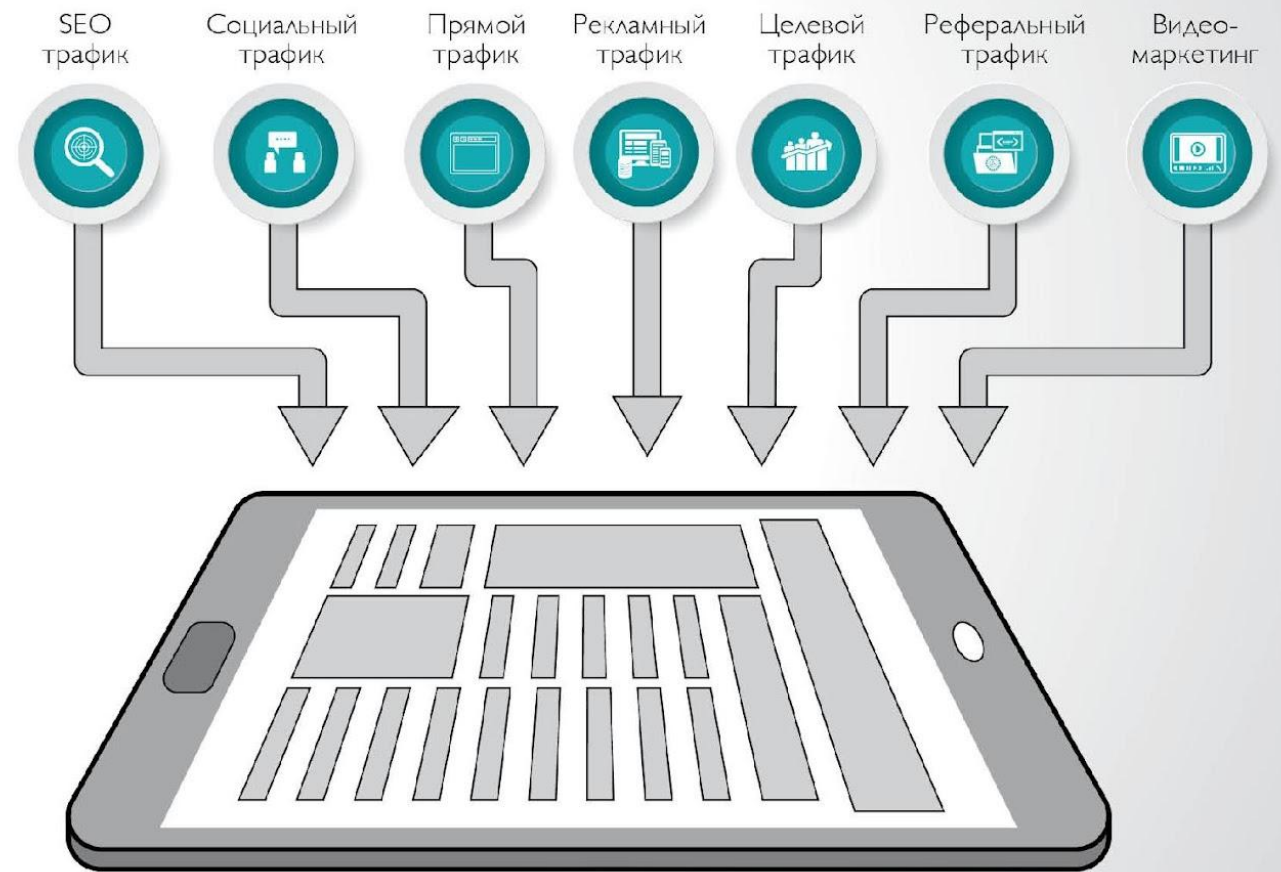 SEO
трафик
Социальный
трафик
Прямой
трафик
Рекламный
трафик
Целевой
трафик
Реферальный
трафик
Видео-
маркетинг